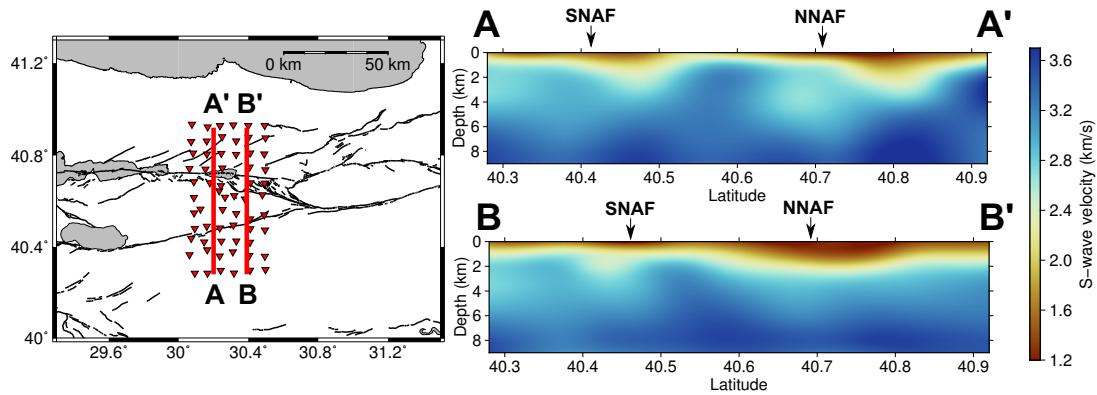 41.2˚
40.8˚
40.4˚
40˚
29.6˚ 30˚ 30.4˚ 30.8˚ 31.2˚
0 km 50 km
A' B'
A B
A A'
SNAF NNAF
Depth (km)
0
2
4
6
8
40.3 40.4 40.5 40.6 40.7 40.8 40.9
Latitude
B B'
SNAF NNAF
Depth (km)
0
2
4
6
8
40.3 40.4 40.5 40.6 40.7 40.8 40.9
Latitude
3.6
3.2
2.8
2.4
2.0
1.6
1.2
S−wave velocity (km/s)